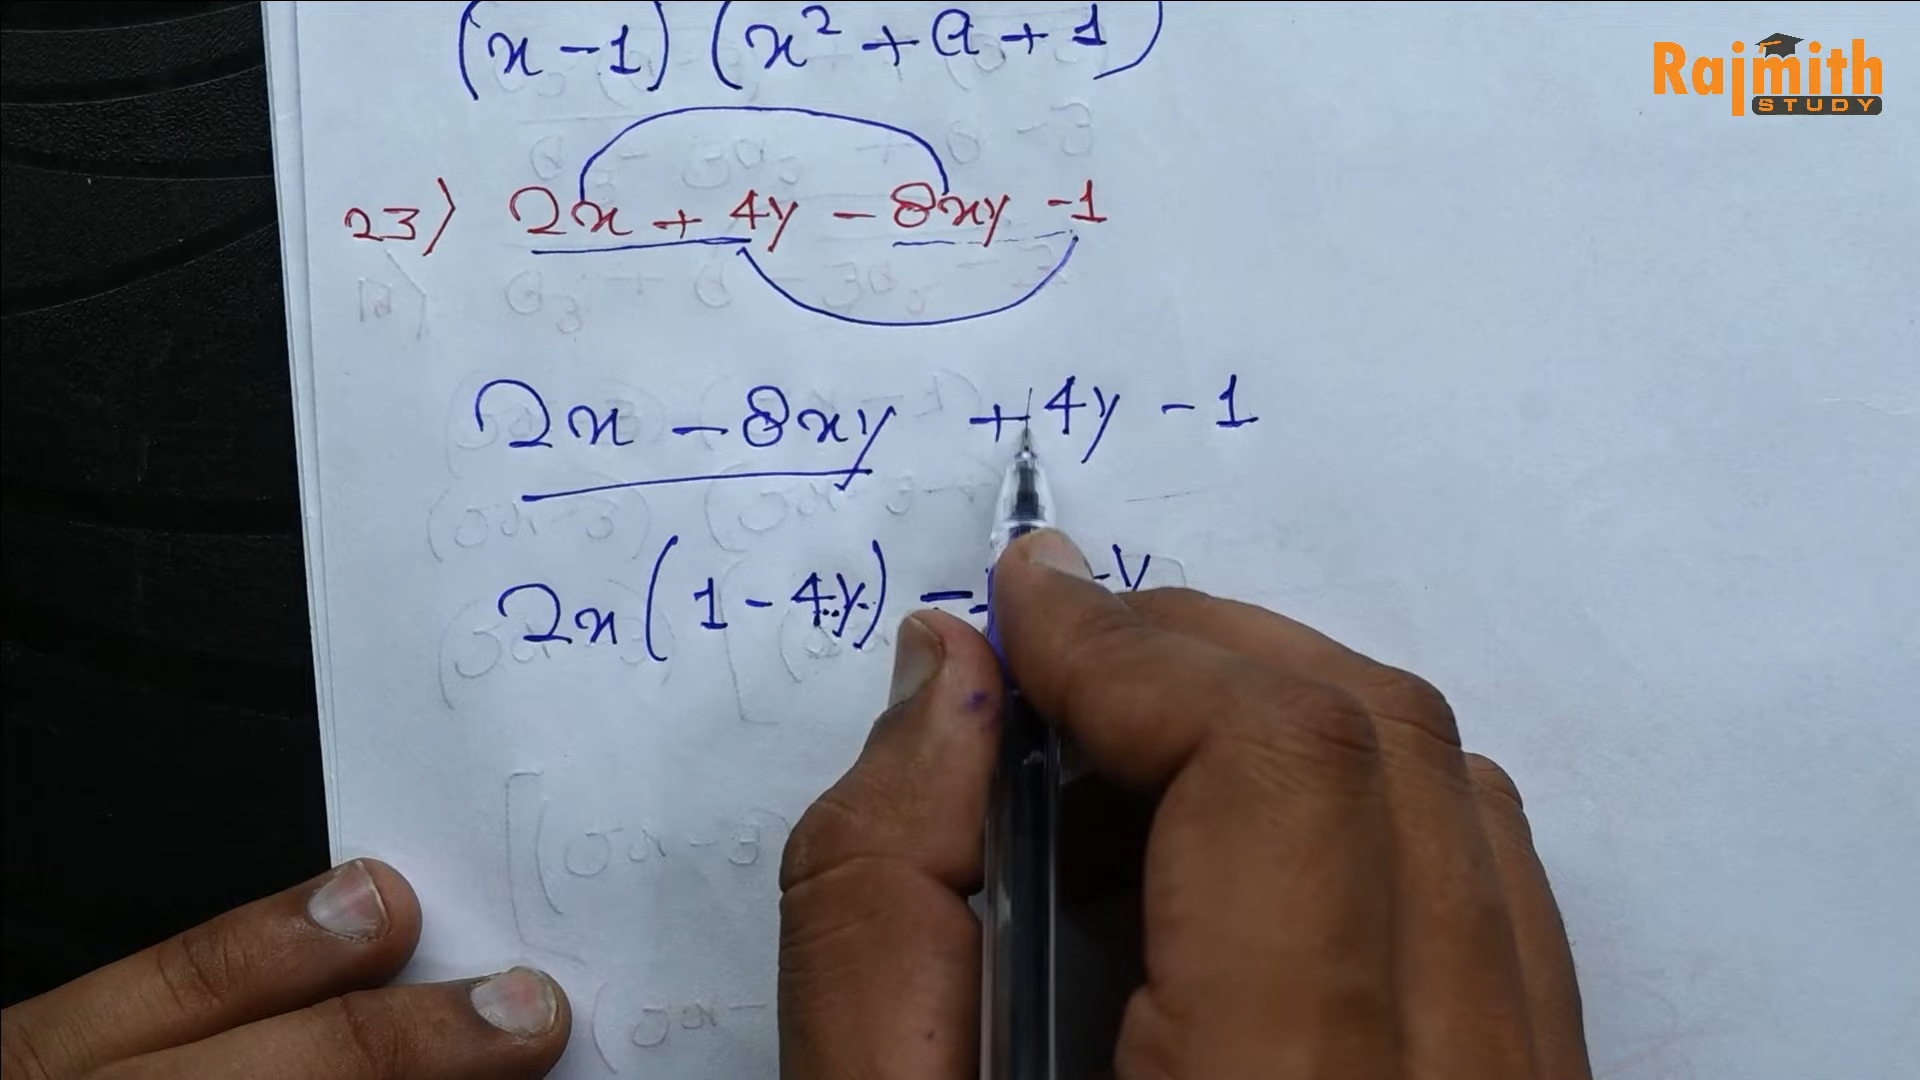 (x-1) (x² + a + 1)
Rajmith
STUDY
23) 2x + 4y - 8xy -1
2x - 8xy + 4y - 1
2x(1 - 4y) -